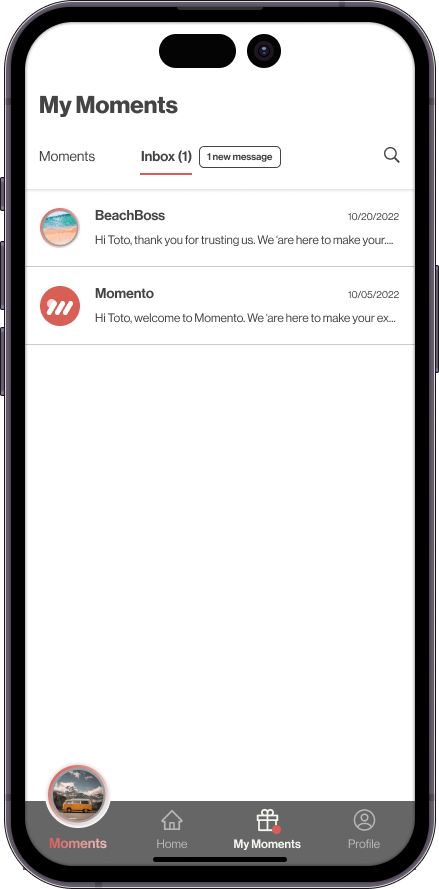 My Moments
Moments Inbox (1) 1 new message
BeachBoss 10/20/2022
Hi Toto, thank you for trusting us. We 'are here to make your....
Momento 10/05/2022
Hi Toto, welcome to Momento. We 'are here to make your ex...
Moments Home My Moments Profile